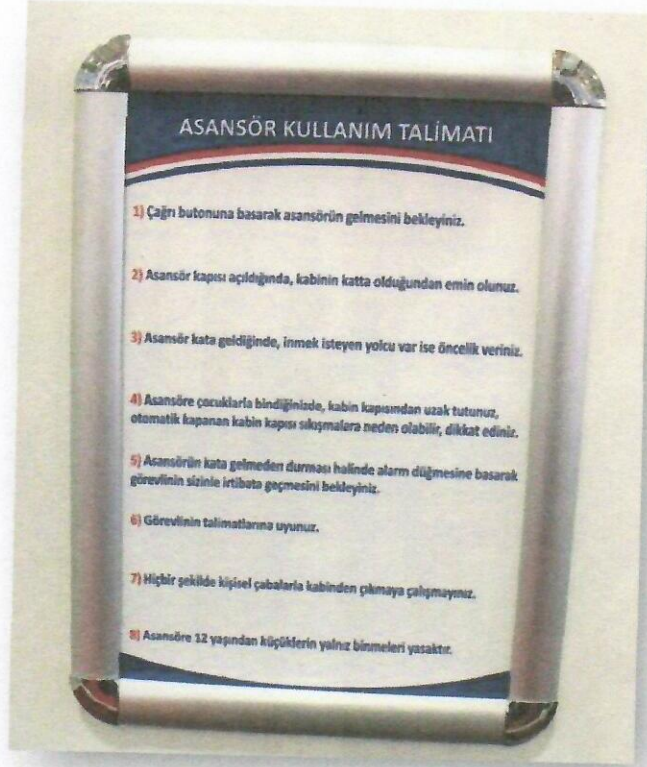 ASANSÖR KULLANIM TALİMATI
1) Çağrı butonuna basarak asansörün gelmesini bekleyiniz.
2) Asansör kapısı açıldığında, kabinin katta olduğundan emin olunuz.
3) Asansör kata geldiğinde, inmek isteyen yolcu var ise öncelik veriniz.
4) Asansöre çocuklarla bindiğinizde, kabin kapısından uzak tutunuz,
otomatik kapanan kabin kapısı sıkışmalara neden olabilir, dikkat ediniz.
5) Asansörün kata gelmeden durması halinde alarm düğmesine basarak
görevlinin sizinle irtibata geçmesini bekleyiniz.
6) Görevlinin talimatlarına uyunuz.
7) Hiçbir şekilde kişisel çabalarla kabinden çıkmaya çalışmayınız.
8) Asansöre 12 yaşından küçüklerin yalnız binmeleri yasaktır.